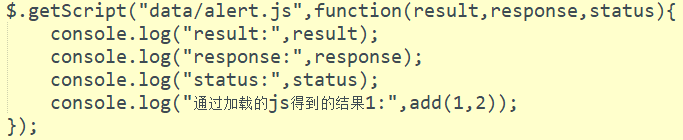 $.getScript("data/alert.js",function(result,response,status){
    console.log("result:",result);
    console.log("response:",response);
    console.log("status:",status);
    console.log("通过加载的js得到的结果1:",add(1,2));
});